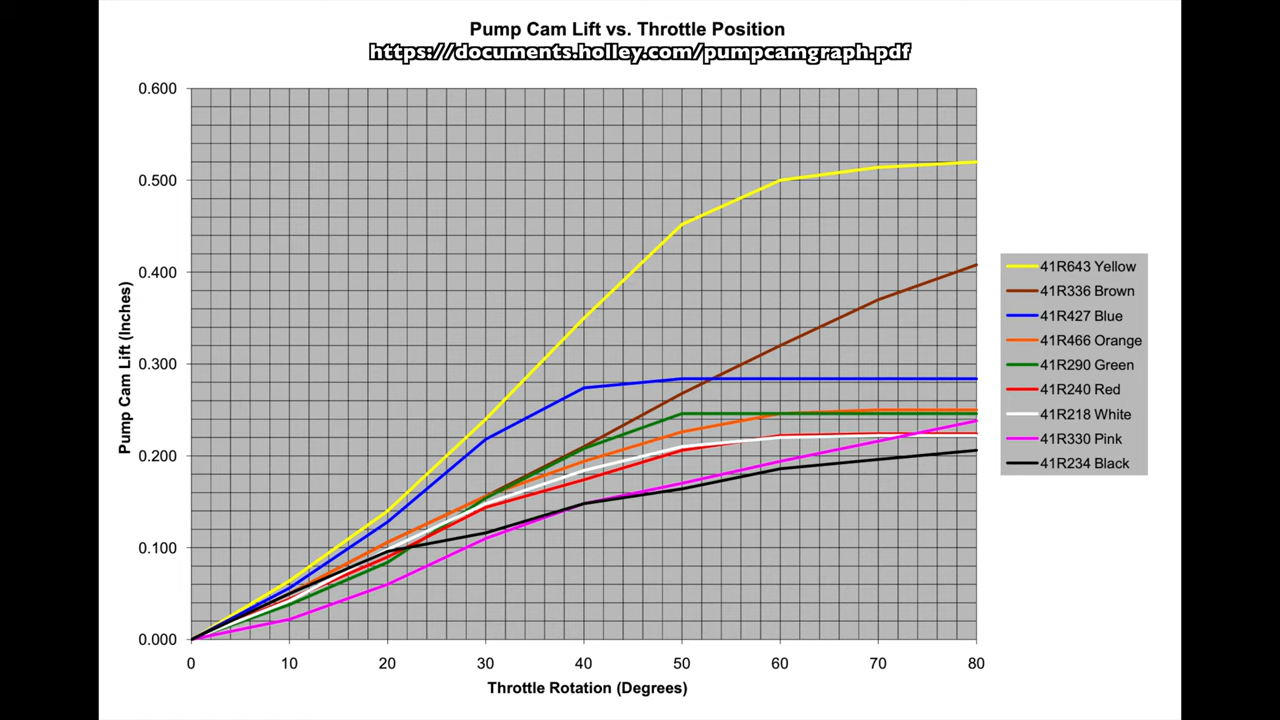 Pump Cam Lift vs. Throttle Position
https://documents.holley.com/pumpcamgraph.pdf
0.600
0.500
0.400
0.300
0.200
0.100
0.000
Pump Cam Lift (Inches)
0 10 20 30 40 50 60 70 80
Throttle Rotation (Degrees)
41R643 Yellow
41R336 Brown
41R427 Blue
41R466 Orange
41R290 Green
41R240 Red
41R218 White
41R330 Pink
41R234 Black